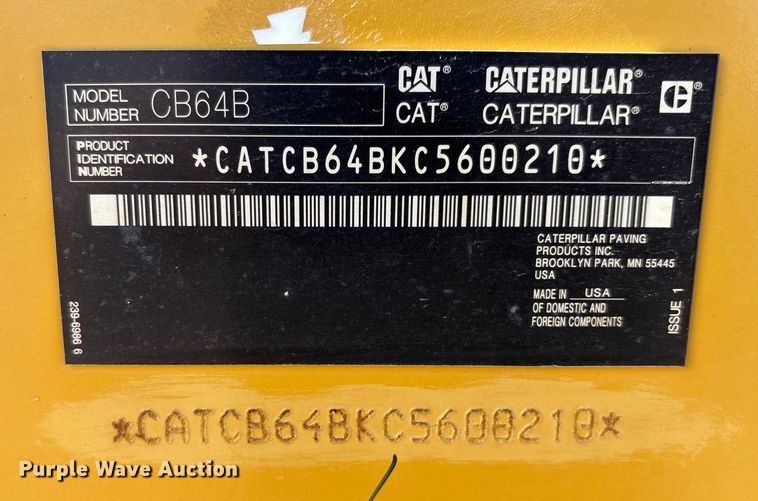 CAT® CATERPILLAR®
MODEL NUMBER CB64B
CAT® CATERPILLAR®
PRODUCT IDENTIFICATION NUMBER *CATCB64BKC5600210*
CATERPILLAR PAVING
PRODUCTS INC.
BROOKLYN PARK, MN 55445
USA
MADE IN USA
OF DOMESTIC AND
FOREIGN COMPONENTS
239-6986 6
ISSUE 1
*CATCB64BKC5600210*
Purple Wave Auction